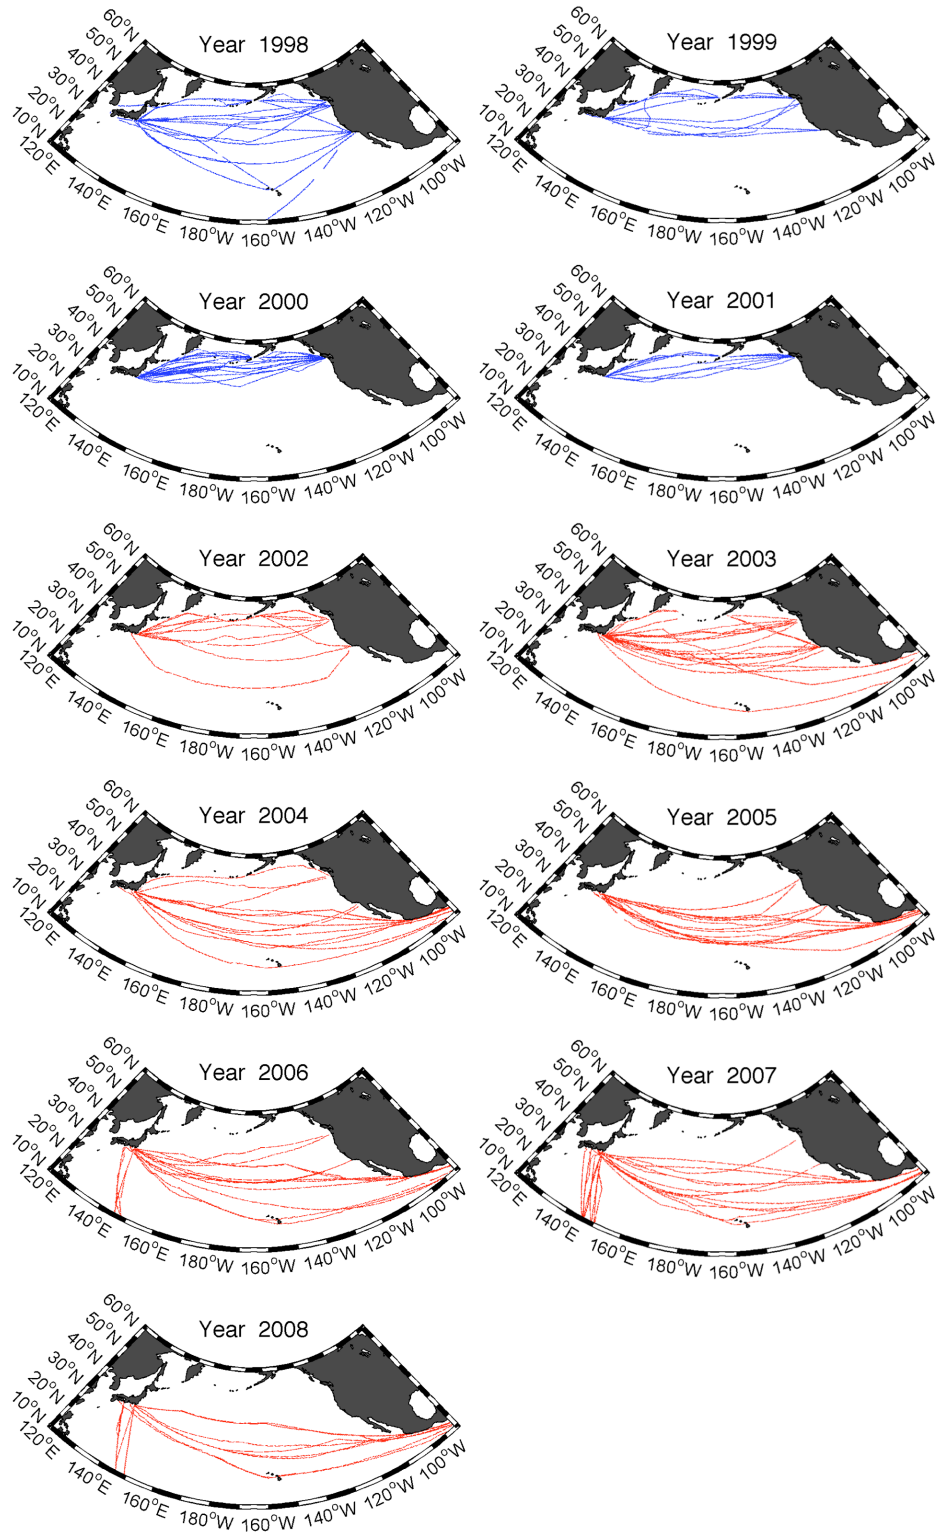 Year 1998
60°N
50°N
40°N
30°N
20°N
10°N
120°E
140°E
160°E
180°W
160°W
140°W
120°W
100°W
Year 1999
60°N
50°N
40°N
30°N
20°N
10°N
120°E
140°E
160°E
180°W
160°W
140°W
120°W
100°W
Year 2000
60°N
50°N
40°N
30°N
20°N
10°N
120°E
140°E
160°E
180°W
160°W
140°W
120°W
100°W
Year 2001
60°N
50°N
40°N
30°N
20°N
10°N
120°E
140°E
160°E
180°W
160°W
140°W
120°W
100°W
Year 2002
60°N
50°N
40°N
30°N
20°N
10°N
120°E
140°E
160°E
180°W
160°W
140°W
120°W
100°W
Year 2003
60°N
50°N
40°N
30°N
20°N
10°N
120°E
140°E
160°E
180°W
160°W
140°W
120°W
100°W
Year 2004
60°N
50°N
40°N
30°N
20°N
10°N
120°E
140°E
160°E
180°W
160°W
140°W
120°W
100°W
Year 2005
60°N
50°N
40°N
30°N
20°N
10°N
120°E
140°E
160°E
180°W
160°W
140°W
120°W
100°W
Year 2006
60°N
50°N
40°N
30°N
20°N
10°N
120°E
140°E
160°E
180°W
160°W
140°W
120°W
100°W
Year 2007
60°N
50°N
40°N
30°N
20°N
10°N
120°E
140°E
160°E
180°W
160°W
140°W
120°W
100°W
Year 2008
60°N
50°N
40°N
30°N
20°N
10°N
120°E
140°E
160°E
180°W
160°W
140°W
120°W
100°W